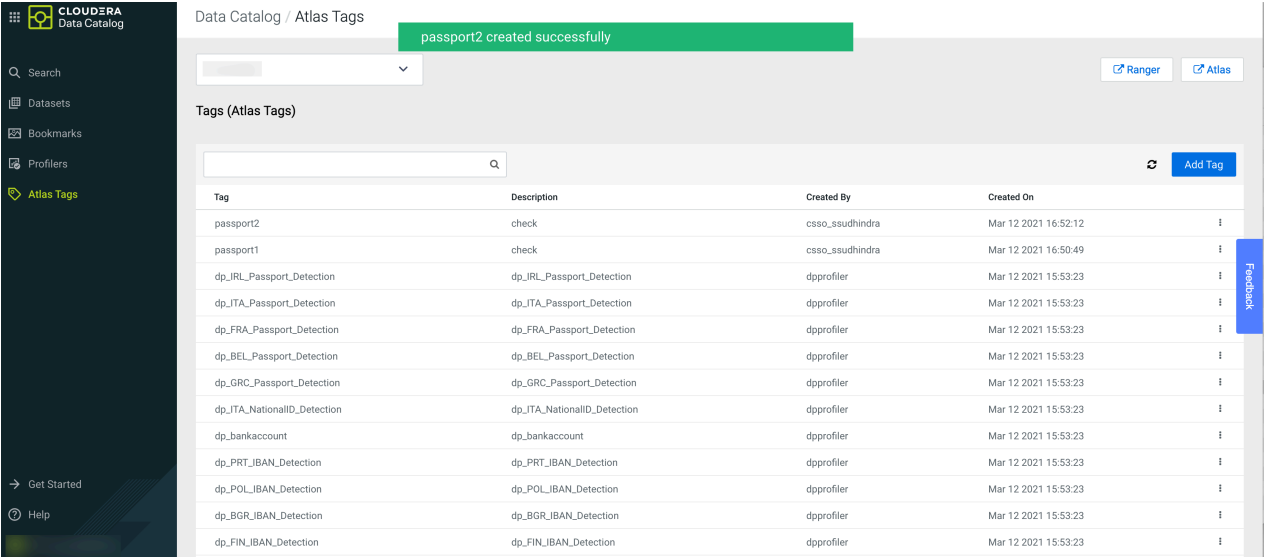 CLOUDERA
Data Catalog
Search
Datasets
Bookmarks
Profilers
Atlas Tags
Get Started
Help
Data Catalog / Atlas Tags
passport2 created successfully
Ranger Atlas
Tags (Atlas Tags)
Add Tag
Tag Description Created By Created On
passport2 check csso_ssudhindra Mar 12 2021 16:52:12
passport1 check csso_ssudhindra Mar 12 2021 16:50:49
dp_IRL_Passport_Detection dp_IRL_Passport_Detection dpprofiler Mar 12 2021 15:53:23
dp_ITA_Passport_Detection dp_ITA_Passport_Detection dpprofiler Mar 12 2021 15:53:23
dp_FRA_Passport_Detection dp_FRA_Passport_Detection dpprofiler Mar 12 2021 15:53:23
dp_BEL_Passport_Detection dp_BEL_Passport_Detection dpprofiler Mar 12 2021 15:53:23
dp_GRC_Passport_Detection dp_GRC_Passport_Detection dpprofiler Mar 12 2021 15:53:23
dp_ITA_NationalID_Detection dp_ITA_NationalID_Detection dpprofiler Mar 12 2021 15:53:23
dp_bankaccount dp_bankaccount dpprofiler Mar 12 2021 15:53:23
dp_PRT_IBAN_Detection dp_PRT_IBAN_Detection dpprofiler Mar 12 2021 15:53:23
dp_POL_IBAN_Detection dp_POL_IBAN_Detection dpprofiler Mar 12 2021 15:53:23
dp_BGR_IBAN_Detection dp_BGR_IBAN_Detection dpprofiler Mar 12 2021 15:53:23
dp_FIN_IBAN_Detection dp_FIN_IBAN_Detection dpprofiler Mar 12 2021 15:53:23
Feedback